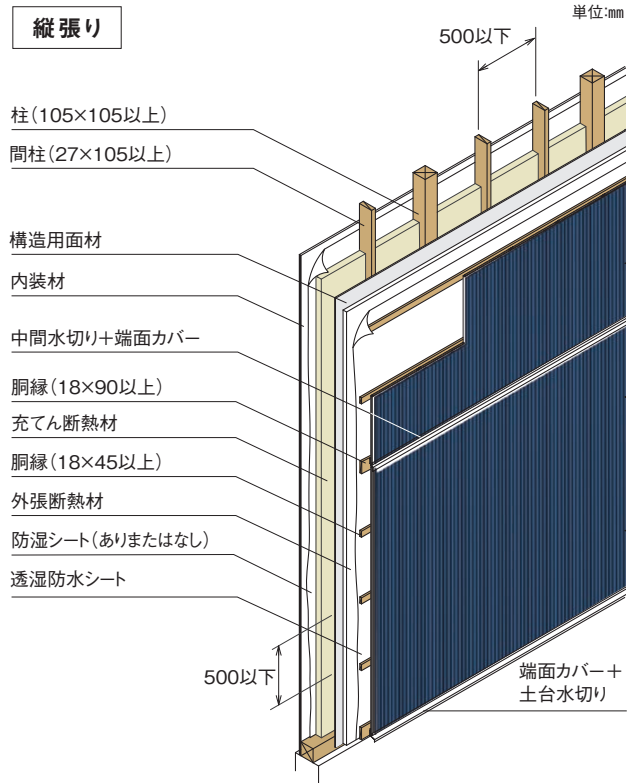 縦張り
単位:㎜
500以下
柱(105×105以上)
間柱(27×105以上)
構造用面材
内装材
中間水切り+端面カバー
胴縁(18×90以上)
充てん断熱材
胴縁(18×45以上)
外張断熱材
防湿シート(ありまたはなし)
透湿防水シート
500以下
端面カバー+
土台水切り